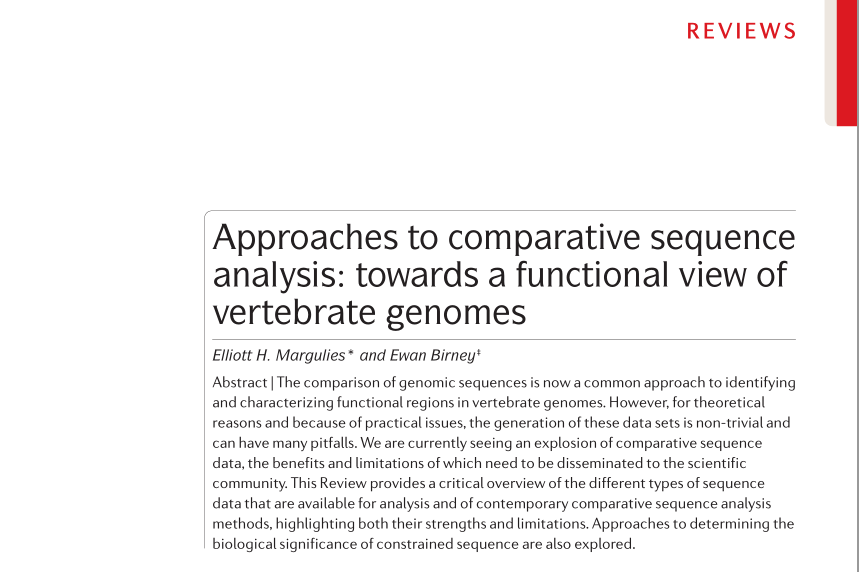 REVIEWS
Approaches to comparative sequence
analysis: towards a functional view of
vertebrate genomes
Elliott H. Margulies* and Ewan Birney‡
Abstract | The comparison of genomic sequences is now a common approach to identifying
and characterizing functional regions in vertebrate genomes. However, for theoretical
reasons and because of practical issues, the generation of these data sets is non-trivial and
can have many pitfalls. We are currently seeing an explosion of comparative sequence
data, the benefits and limitations of which need to be disseminated to the scientific
community. This Review provides a critical overview of the different types of sequence
data that are available for analysis and of contemporary comparative sequence analysis
methods, highlighting both their strengths and limitations. Approaches to determining the
biological significance of constrained sequence are also explored.